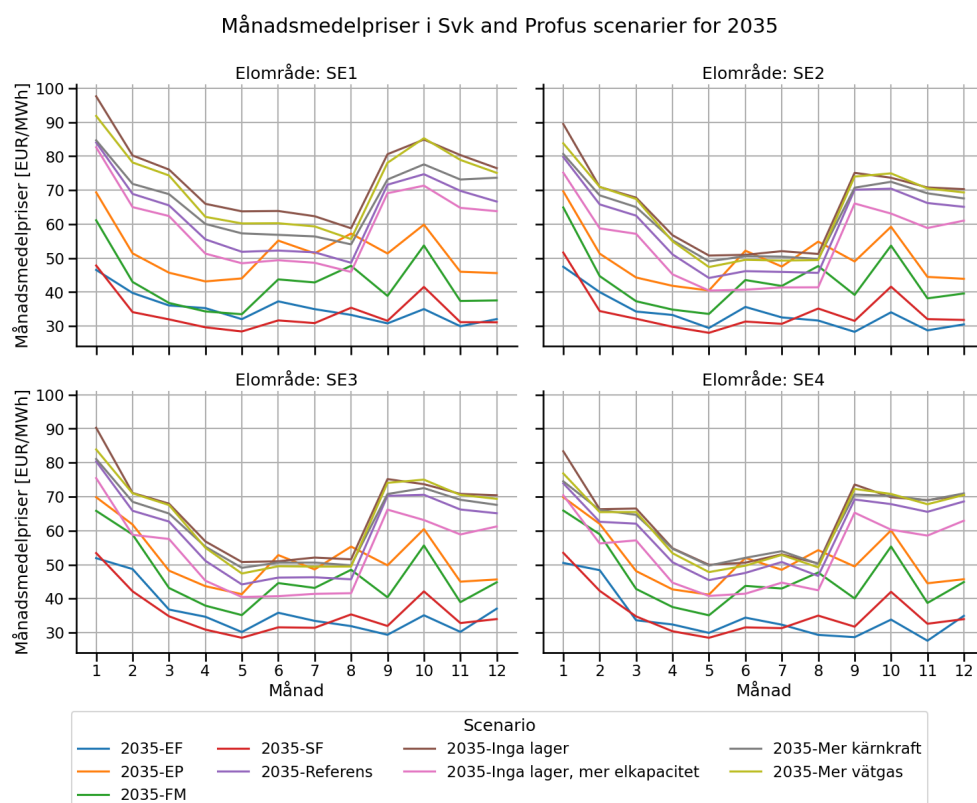 Månadsmedelpriser i Svk and Profus scenarier for 2035
Elområde: SE1
Elområde: SE2
Månadsmedelpriser [EUR/MWh]
100
90
80
70
60
50
40
30
Elområde: SE3
Elområde: SE4
Månadsmedelpriser [EUR/MWh]
100
90
80
70
60
50
40
30
1 2 3 4 5 6 7 8 9 10 11 12
1 2 3 4 5 6 7 8 9 10 11 12
Månad
Månad
Scenario
2035-EF 2035-SF 2035-Inga lager 2035-Mer kärnkraft
2035-EP 2035-Referens 2035-Inga lager, mer elkapacitet 2035-Mer vätgas
2035-FM